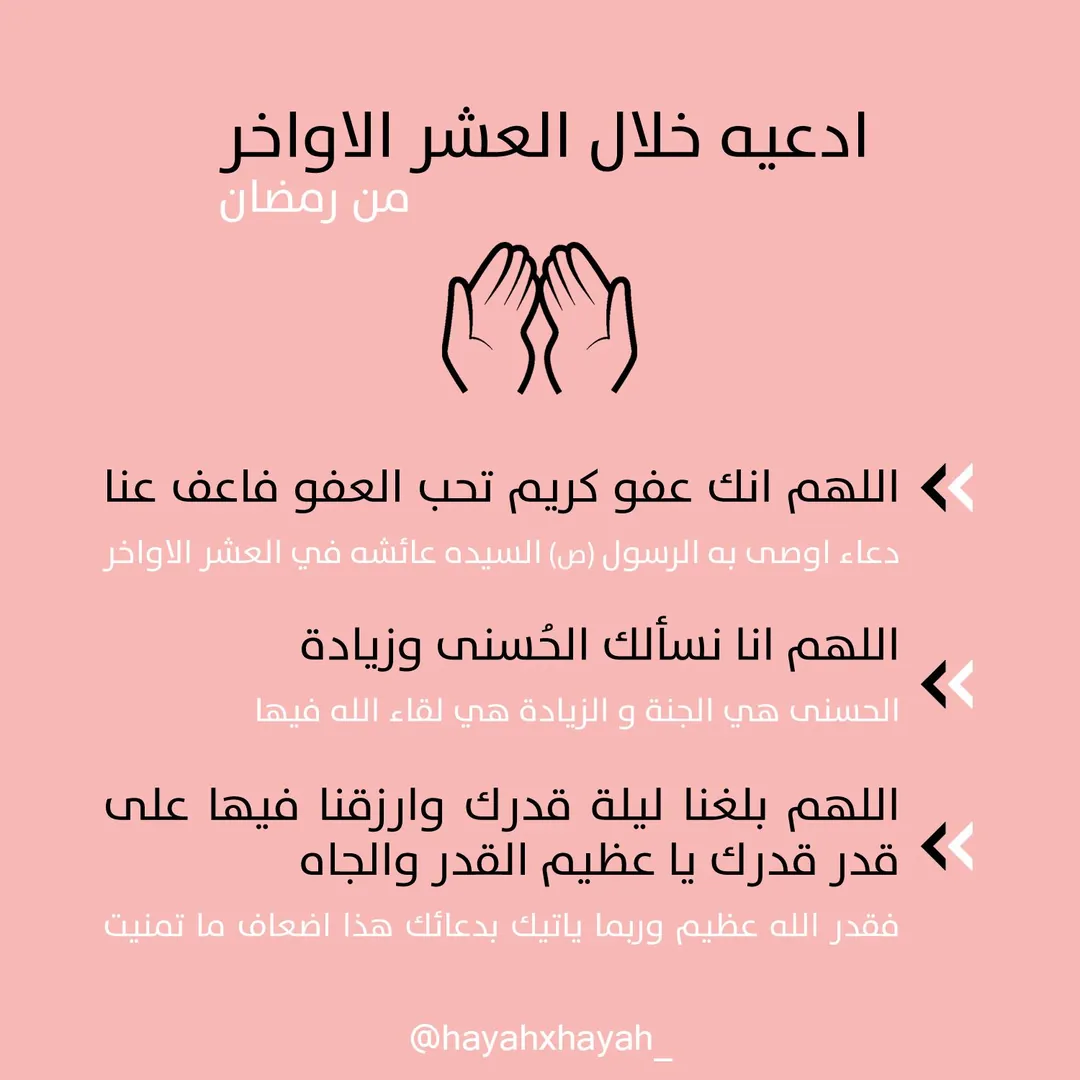 ادعيه خلال العشر الاواخر
من رمضان
اللهم انك عفو كريم تحب العفو فاعف عنا
دعاء اوصى به الرسول (ص) السيده عائشه في العشر الاواخر
اللهم انا نسألك الحُسنى وزيادة
الحسنى هي الجنة و الزيادة هي لقاء الله فيها
اللهم بلغنا ليلة قدرك وارزقنا فيها على
قدر قدرك يا عظيم القدر والجاه
فقدر الله عظيم وربما ياتيك بدعائك هذا اضعاف ما تمنيت
@hayahxhayah_